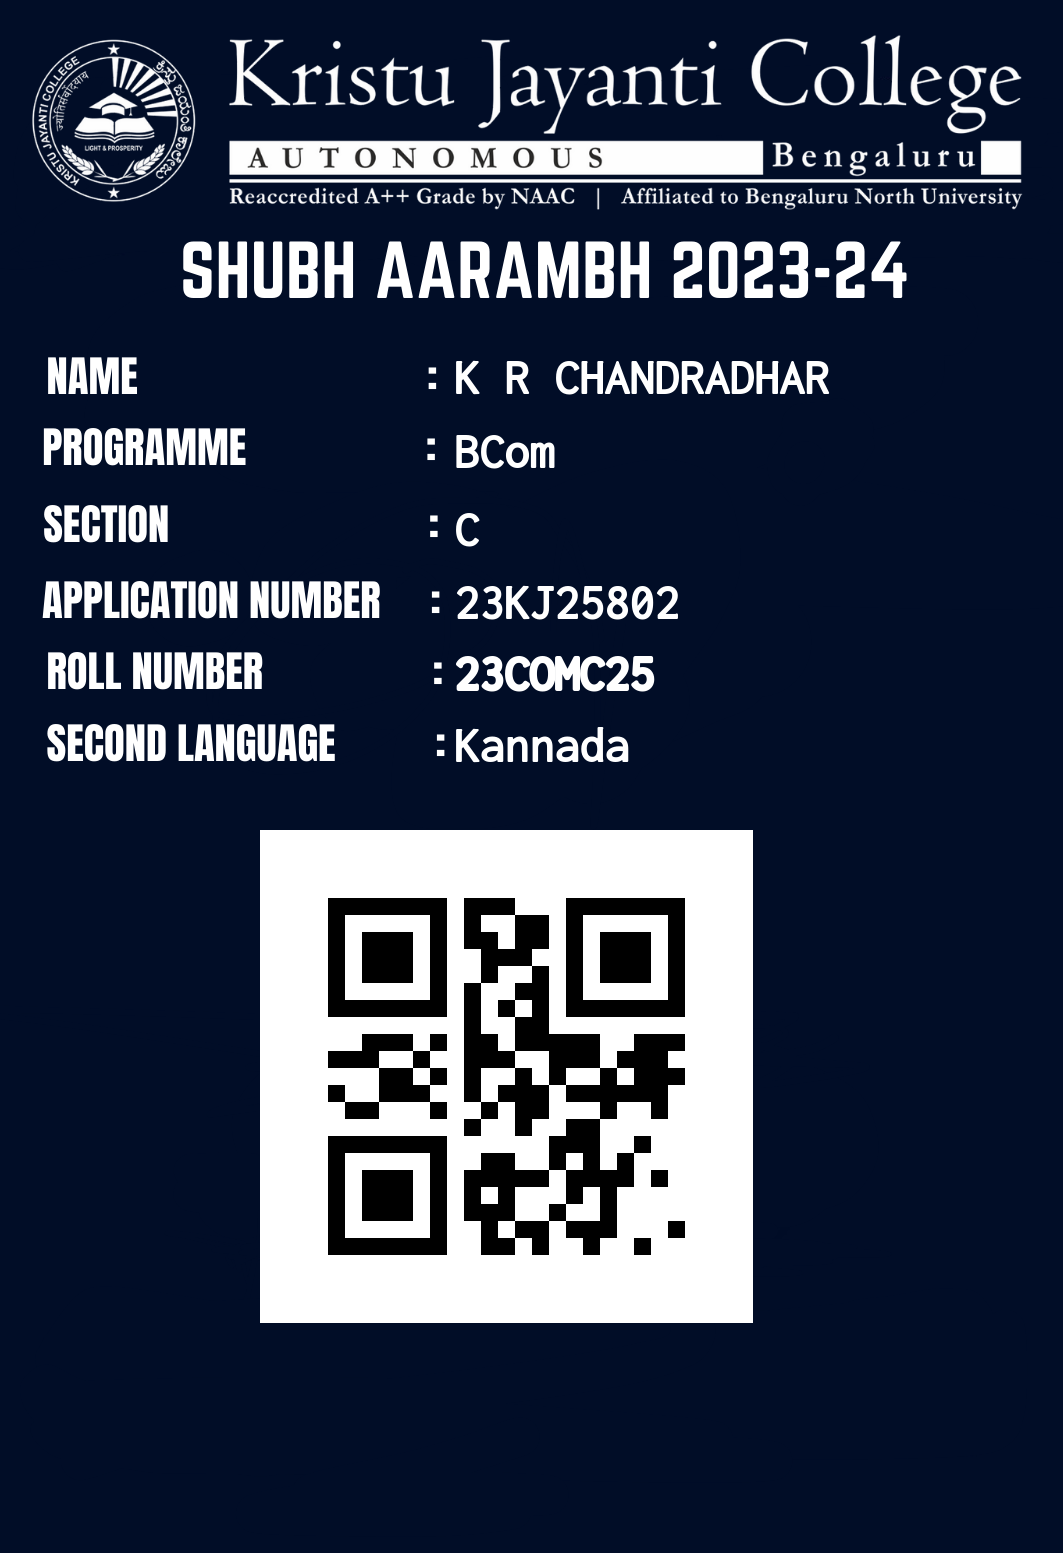 KRISTU JAYANTI COLLEGE
LIGHT & PROSPERITY
Kristu Jayanti College
AUTONOMOUS Bengaluru
Reaccredited A++ Grade by NAAC | Affiliated to Bengaluru North University
SHUBH AARAMBH 2023-24
NAME : K R CHANDRADHAR
PROGRAMME : BCom
SECTION : C
APPLICATION NUMBER : 23KJ25802
ROLL NUMBER : 23COMC25
SECOND LANGUAGE :Kannada